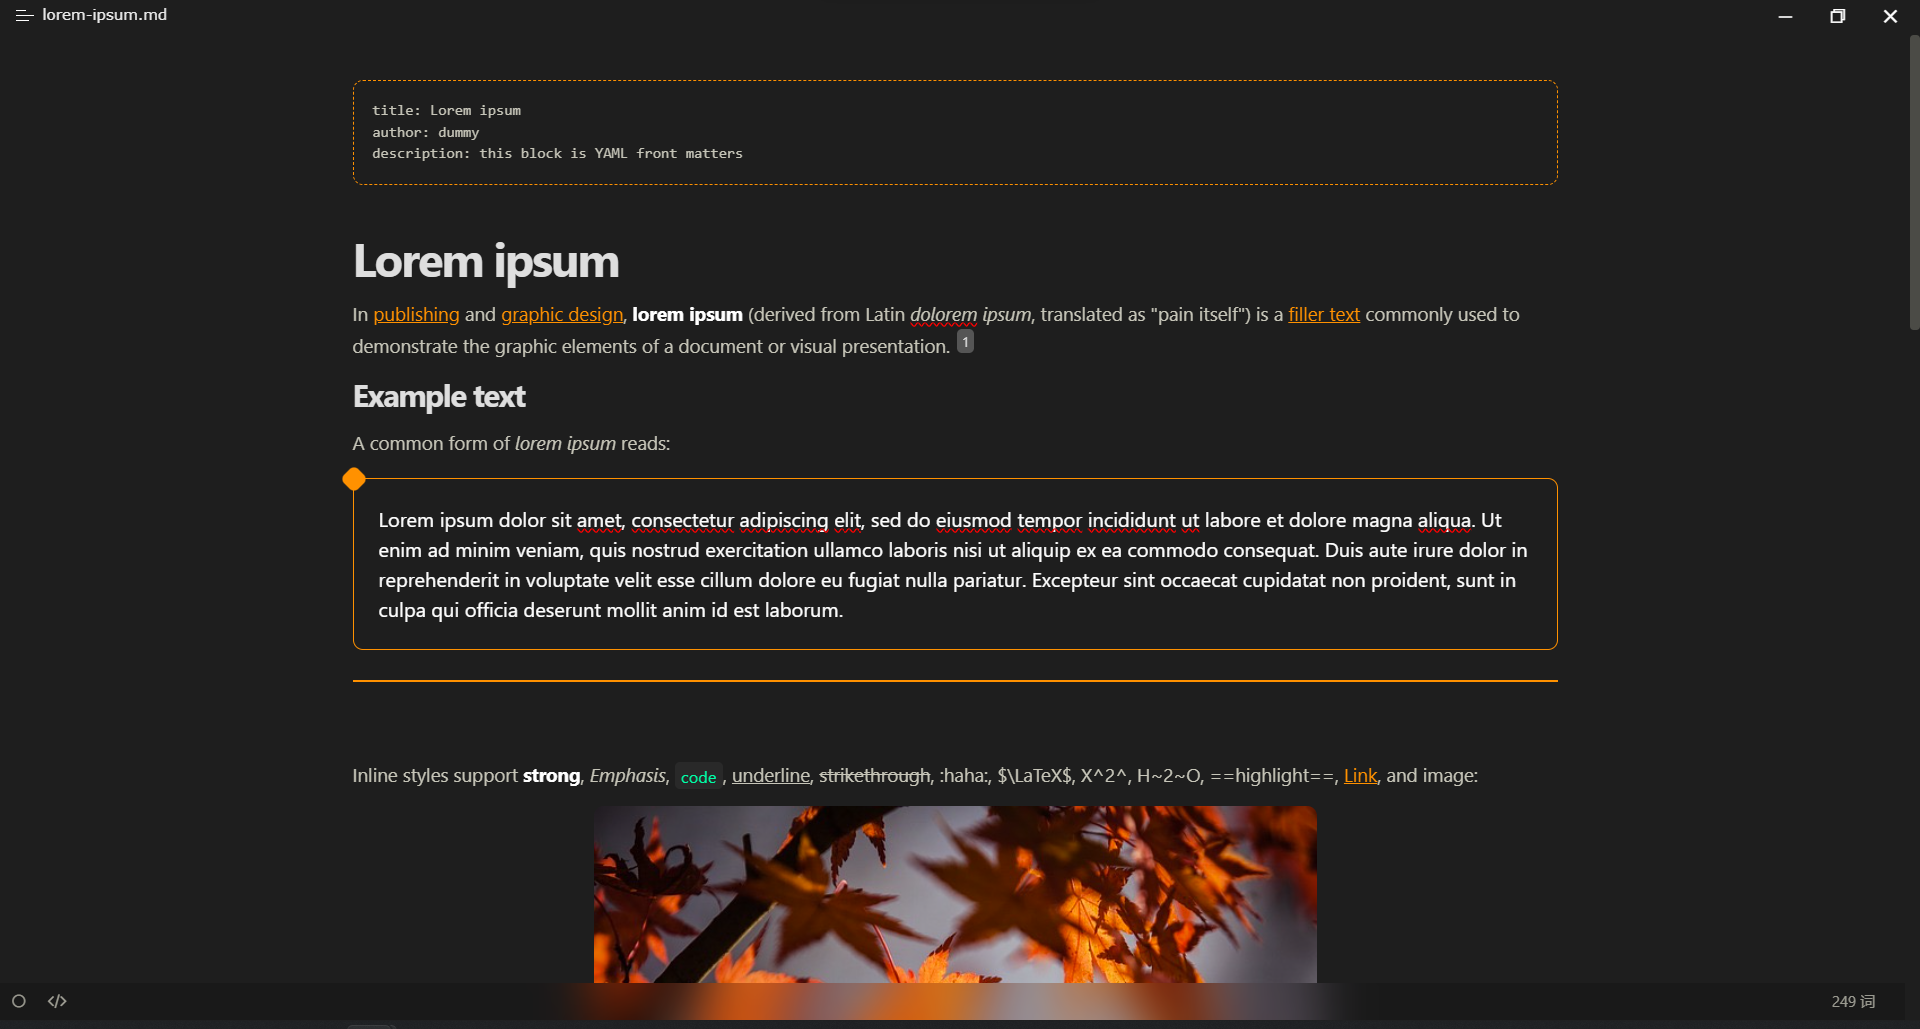 lorem-ipsum.md
title: Lorem ipsum
author: dummy
description: this block is YAML front matters
Lorem ipsum
In publishing and graphic design, lorem ipsum (derived from Latin dolorem ipsum, translated as "pain itself") is a filler text commonly used to
demonstrate the graphic elements of a document or visual presentation. 1
Example text
A common form of lorem ipsum reads:
Lorem ipsum dolor sit amet, consectetur adipiscing elit, sed do eiusmod tempor incididunt ut labore et dolore magna aliqua. Ut
enim ad minim veniam, quis nostrud exercitation ullamco laboris nisi ut aliquip ex ea commodo consequat. Duis aute irure dolor in
reprehenderit in voluptate velit esse cillum dolore eu fugiat nulla pariatur. Excepteur sint occaecat cupidatat non proident, sunt in
culpa qui officia deserunt mollit anim id est laborum.
Inline styles support strong, Emphasis, code, underline, strikethrough, :haha:, $\LaTeX$, X^2^, H~2~O, ==highlight==, Link, and image:
249 词